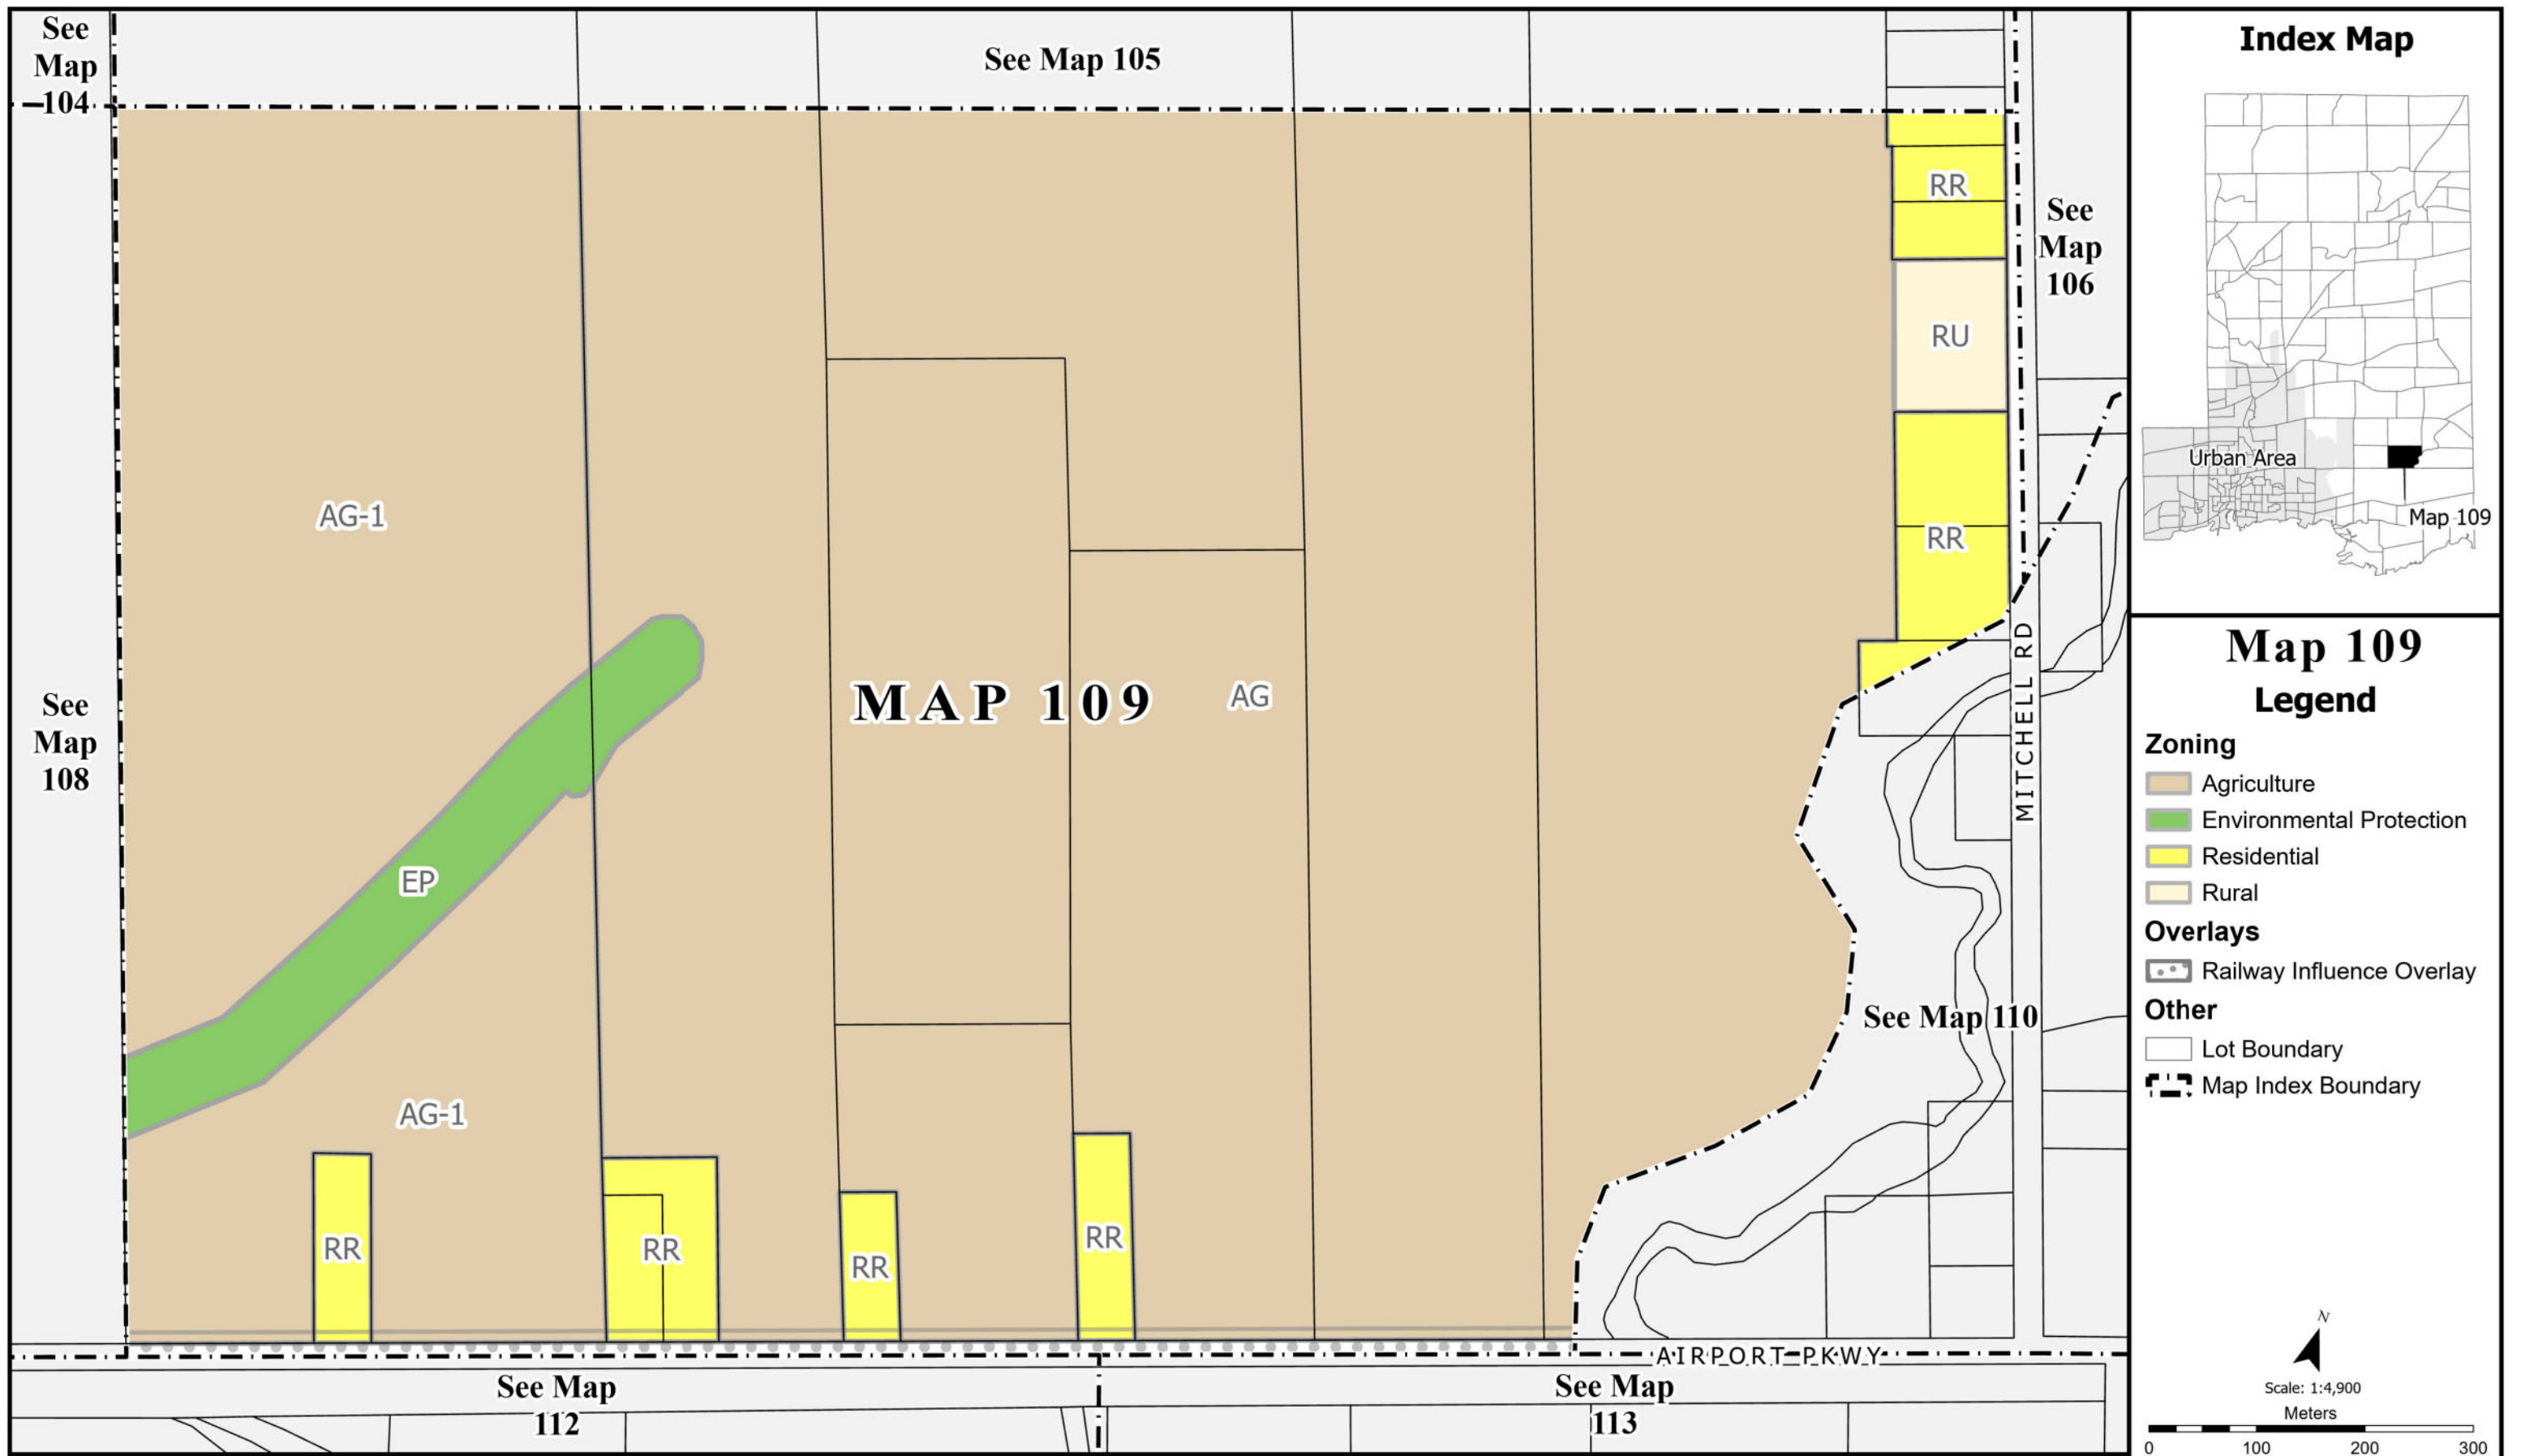 See
Map
104
See Map 105
RR
See
Map
106
RU
AG-1
RR
MITCHELL RD
See
Map
108
MAP 109
AG
EP
See Map 110
AG-1
RR
RR
RR
RR
AIRPORT PKWY
See Map
112
See Map
113
Index Map
Urban Area
Map 109
Map 109
Legend
Zoning
Agriculture
Environmental Protection
Residential
Rural
Overlays
Railway Influence Overlay
Other
Lot Boundary
Map Index Boundary
N
Scale: 1:4,900
Meters
0 100 200 300